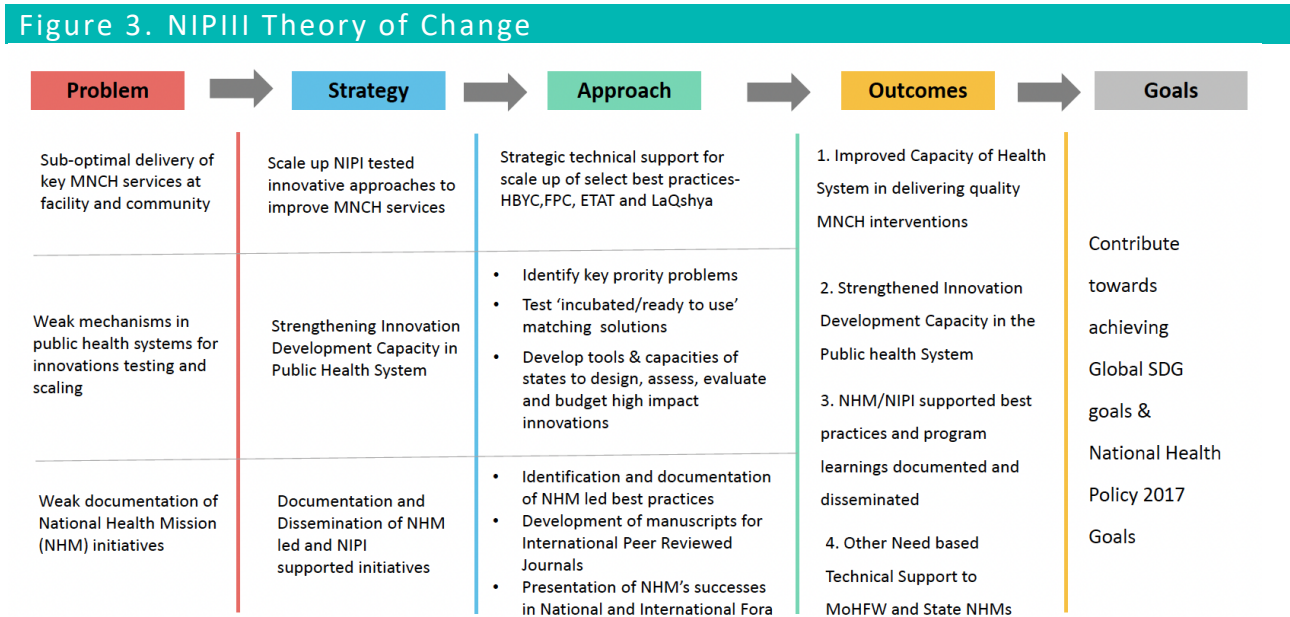 Figure 3. NIPIII Theory of Change
Problem
Strategy
Approach
Outcomes
Goals
Sub-optimal delivery of
key MNCH services at
facility and community
Scale up NIPI tested
innovative approaches to
improve MNCH services
Strategic technical support for
scale up of select best practices-
HBYC,FPC, ETAT and LaQshya
Weak mechanisms in
public health systems for
innovations testing and
scaling
Strengthening Innovation
Development Capacity in
Public Health System
• Identify key prority problems
• Test ‘incubated/ready to use’
matching solutions
• Develop tools & capacities of
states to design, assess, evaluate
and budget high impact
innovations
Weak documentation of
National Health Mission
(NHM) initiatives
Documentation and
Dissemination of NHM
led and NIPI
supported initiatives
• Identification and documentation
of NHM led best practices
• Development of manuscripts for
International Peer Reviewed
Journals
• Presentation of NHM’s successes
in National and International Fora
1. Improved Capacity of Health
System in delivering quality
MNCH interventions
2. Strengthened Innovation
Development Capacity in the
Public health System
3. NHM/NIPI supported best
practices and program
learnings documented and
disseminated
4. Other Need based
Technical Support to
MoHFW and State NHMs
Contribute
towards
achieving
Global SDG
goals &
National Health
Policy 2017
Goals